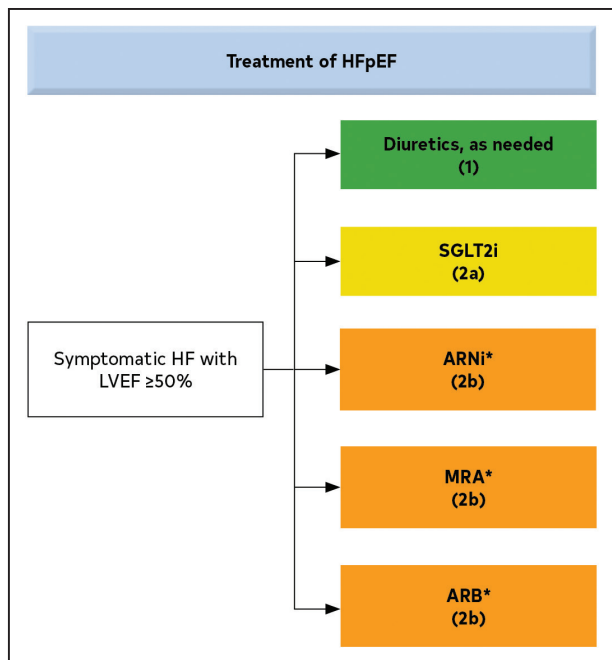 Treatment of HFpEF
Diuretics, as needed
(1)
SGLT2i
(2a)
Symptomatic HF with
LVEF ≥50%
ARNi*
(2b)
MRA*
(2b)
ARB*
(2b)